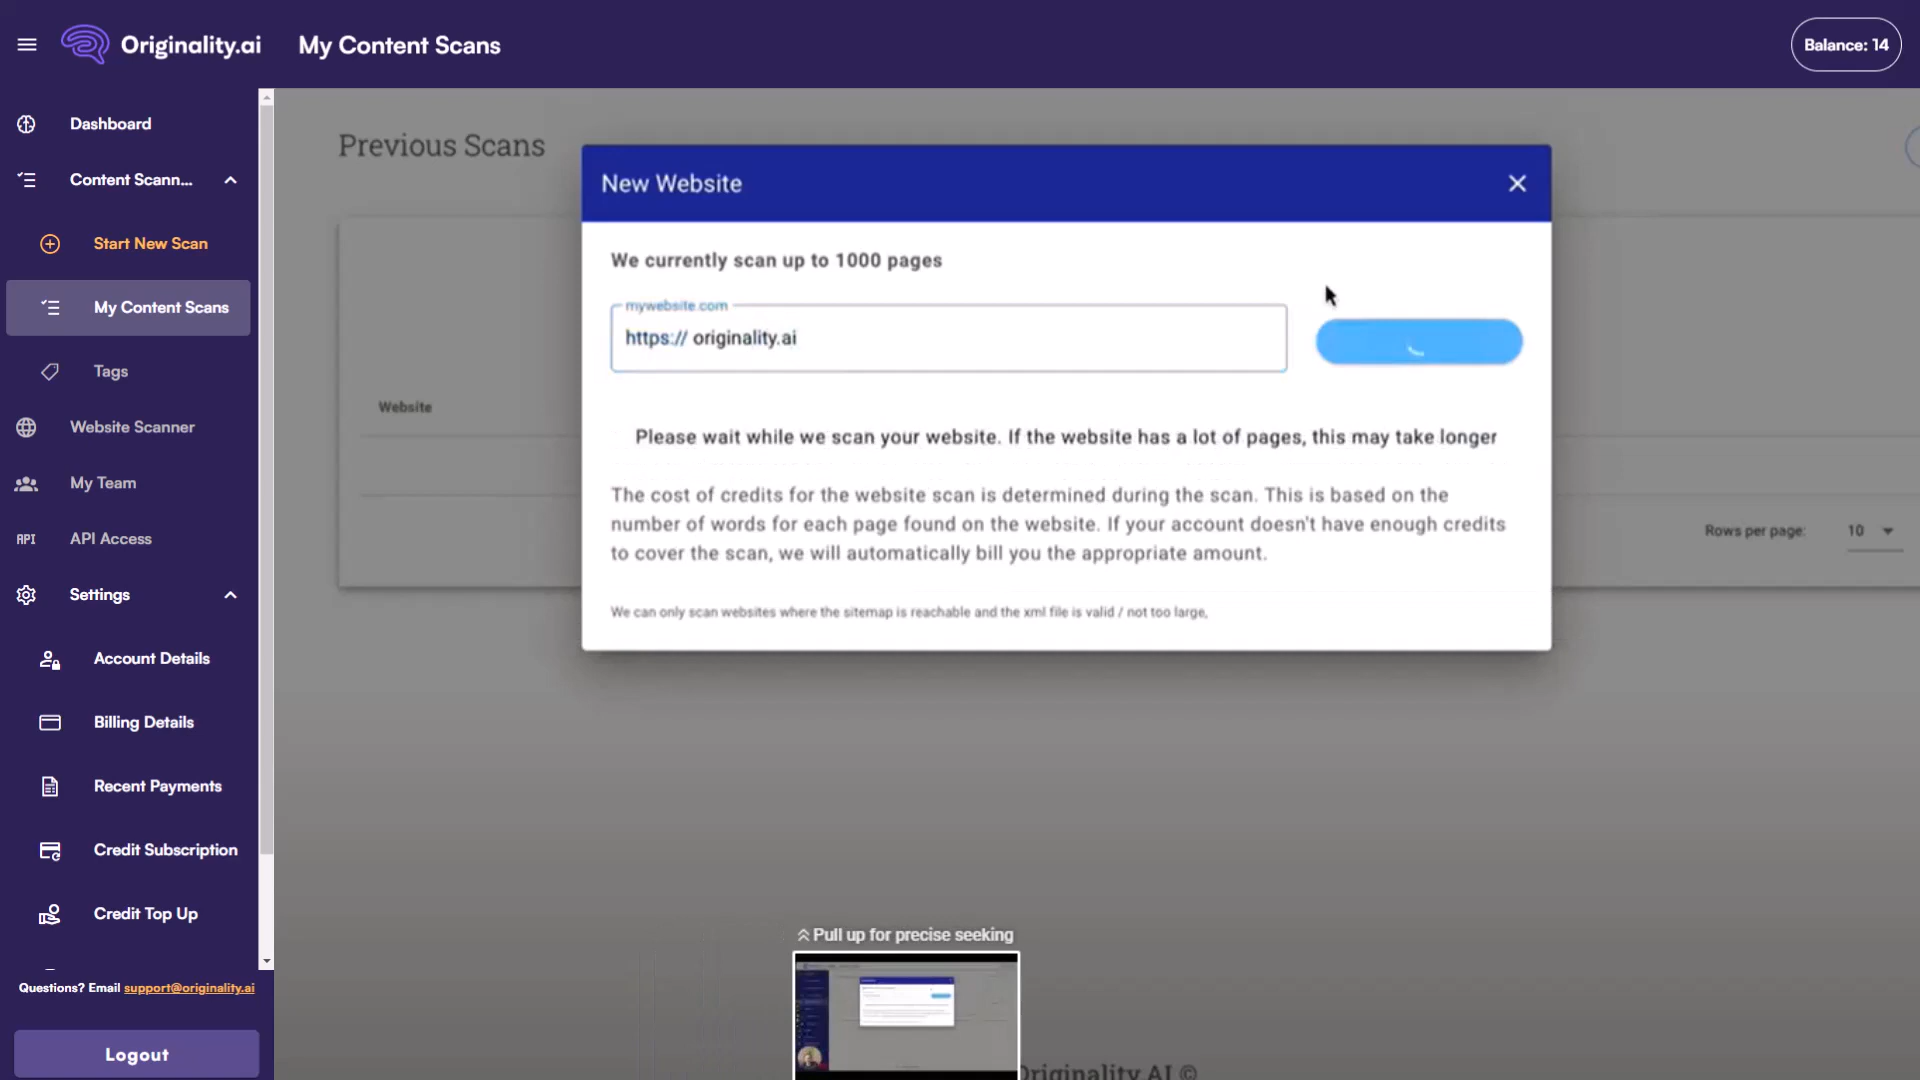 Originality.ai
My Content Scans
Balance: 14
Dashboard
Content Scann...
Start New Scan
My Content Scans
Tags
Website Scanner
My Team
API
API Access
Settings
Account Details
Billing Details
Recent Payments
Credit Subscription
Credit Top Up
Questions? Email support@originality.ai
Logout
Previous Scans
Website
Rows per page:
10
New Website
We currently scan up to 1000 pages
mywebsite.com
https:// originality.ai
Please wait while we scan your website. If the website has a lot of pages, this may take longer
The cost of credits for the website scan is determined during the scan. This is based on the
number of words for each page found on the website. If your account doesn't have enough credits
to cover the scan, we will automatically bill you the appropriate amount.
We can only scan websites where the sitemap is reachable and the xml file is valid / not too large,
Pull up for precise seeking
Originality.AI ©